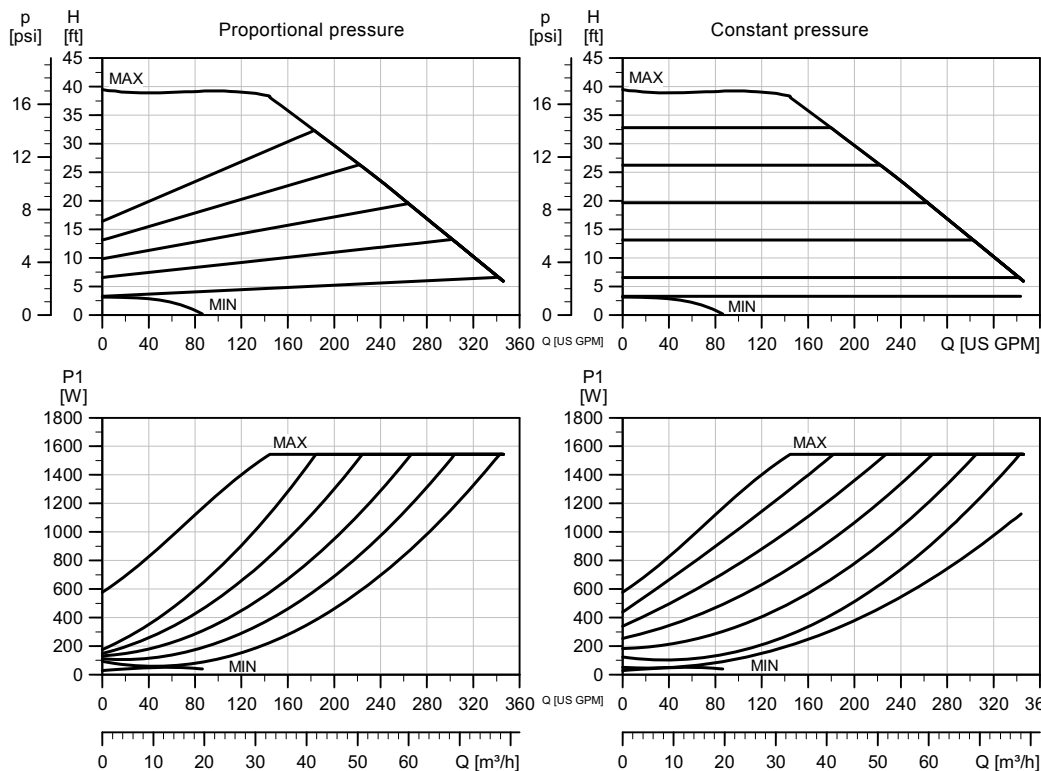 p H Proportional pressure
[psi] [ft]
45
MAX
40
16
35
30
12
25
20
8
15
10
4
5
MIN
0 0
0 40 80 120 160 200 240 280 320 360 Q [US GPM]
p H Constant pressure
[psi] [ft]
45
MAX
40
16
35
30
12
25
20
8
15
10
4
5
MIN
0 0
0 40 80 120 160 200 240 Q [US GPM]
P1
[W]
1800
MAX
1600
1400
1200
1000
800
600
400
200
MIN
0
0 40 80 120 160 200 240 280 320 360 Q [US GPM]
0 10 20 30 40 50 60 Q [m³/h]
P1
[W]
1800
MAX
1600
1400
1200
1000
800
600
400
200
MIN
0
0 40 80 120 160 200 240 280 320 36
0 10 20 30 40 50 60 Q [m³/h]